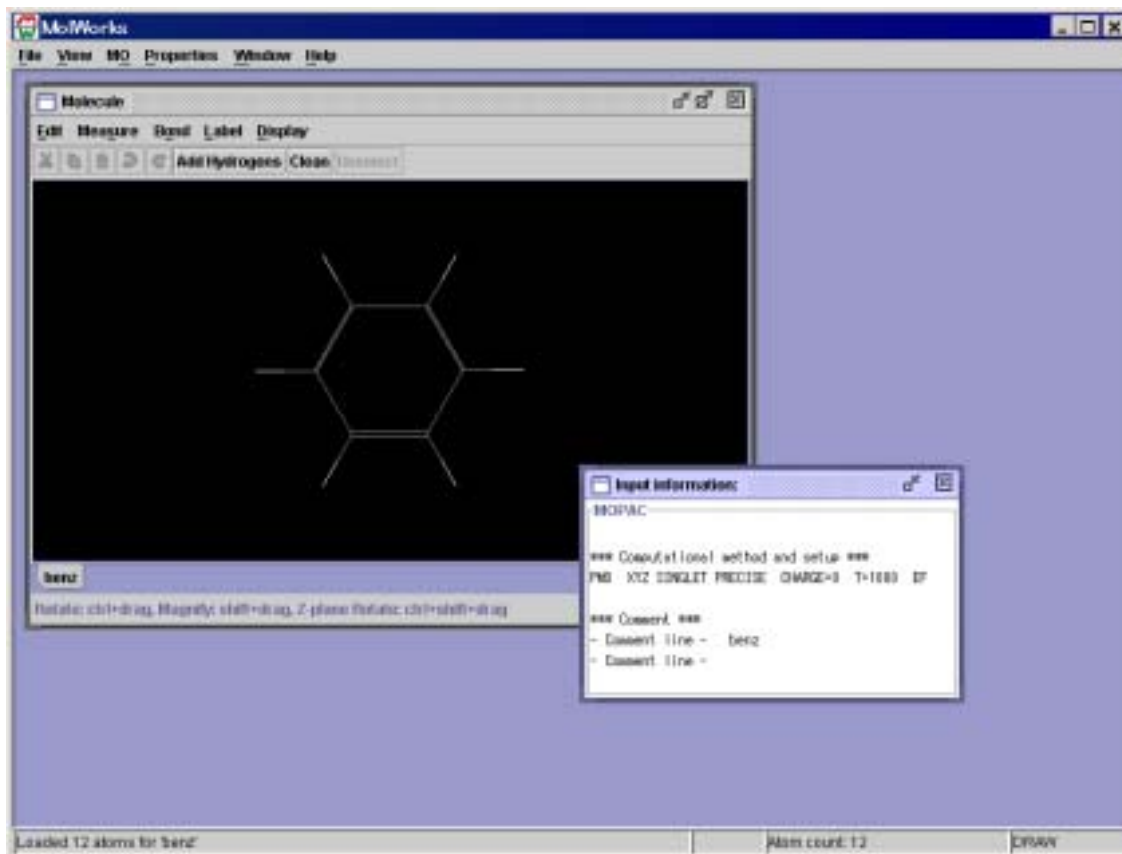 MolWorks
File View MO Properties Window Help
Molecule
Edit Measure Bond Label Display
Add Hydrogens Clean
benz
Rotate: ctrl+drag, Magnify: shift+drag, Z-plane Rotate: ctrl+shift+drag
Input information:
MOPAC
*** Computational method and setup ***
XYZ SINGLET PRECISE CHARGE=0 EF
*** Comment ***
- Comment line - benz
- Comment line -
Loaded 12 atoms for 'benz'
Atom count: 12
DRAW